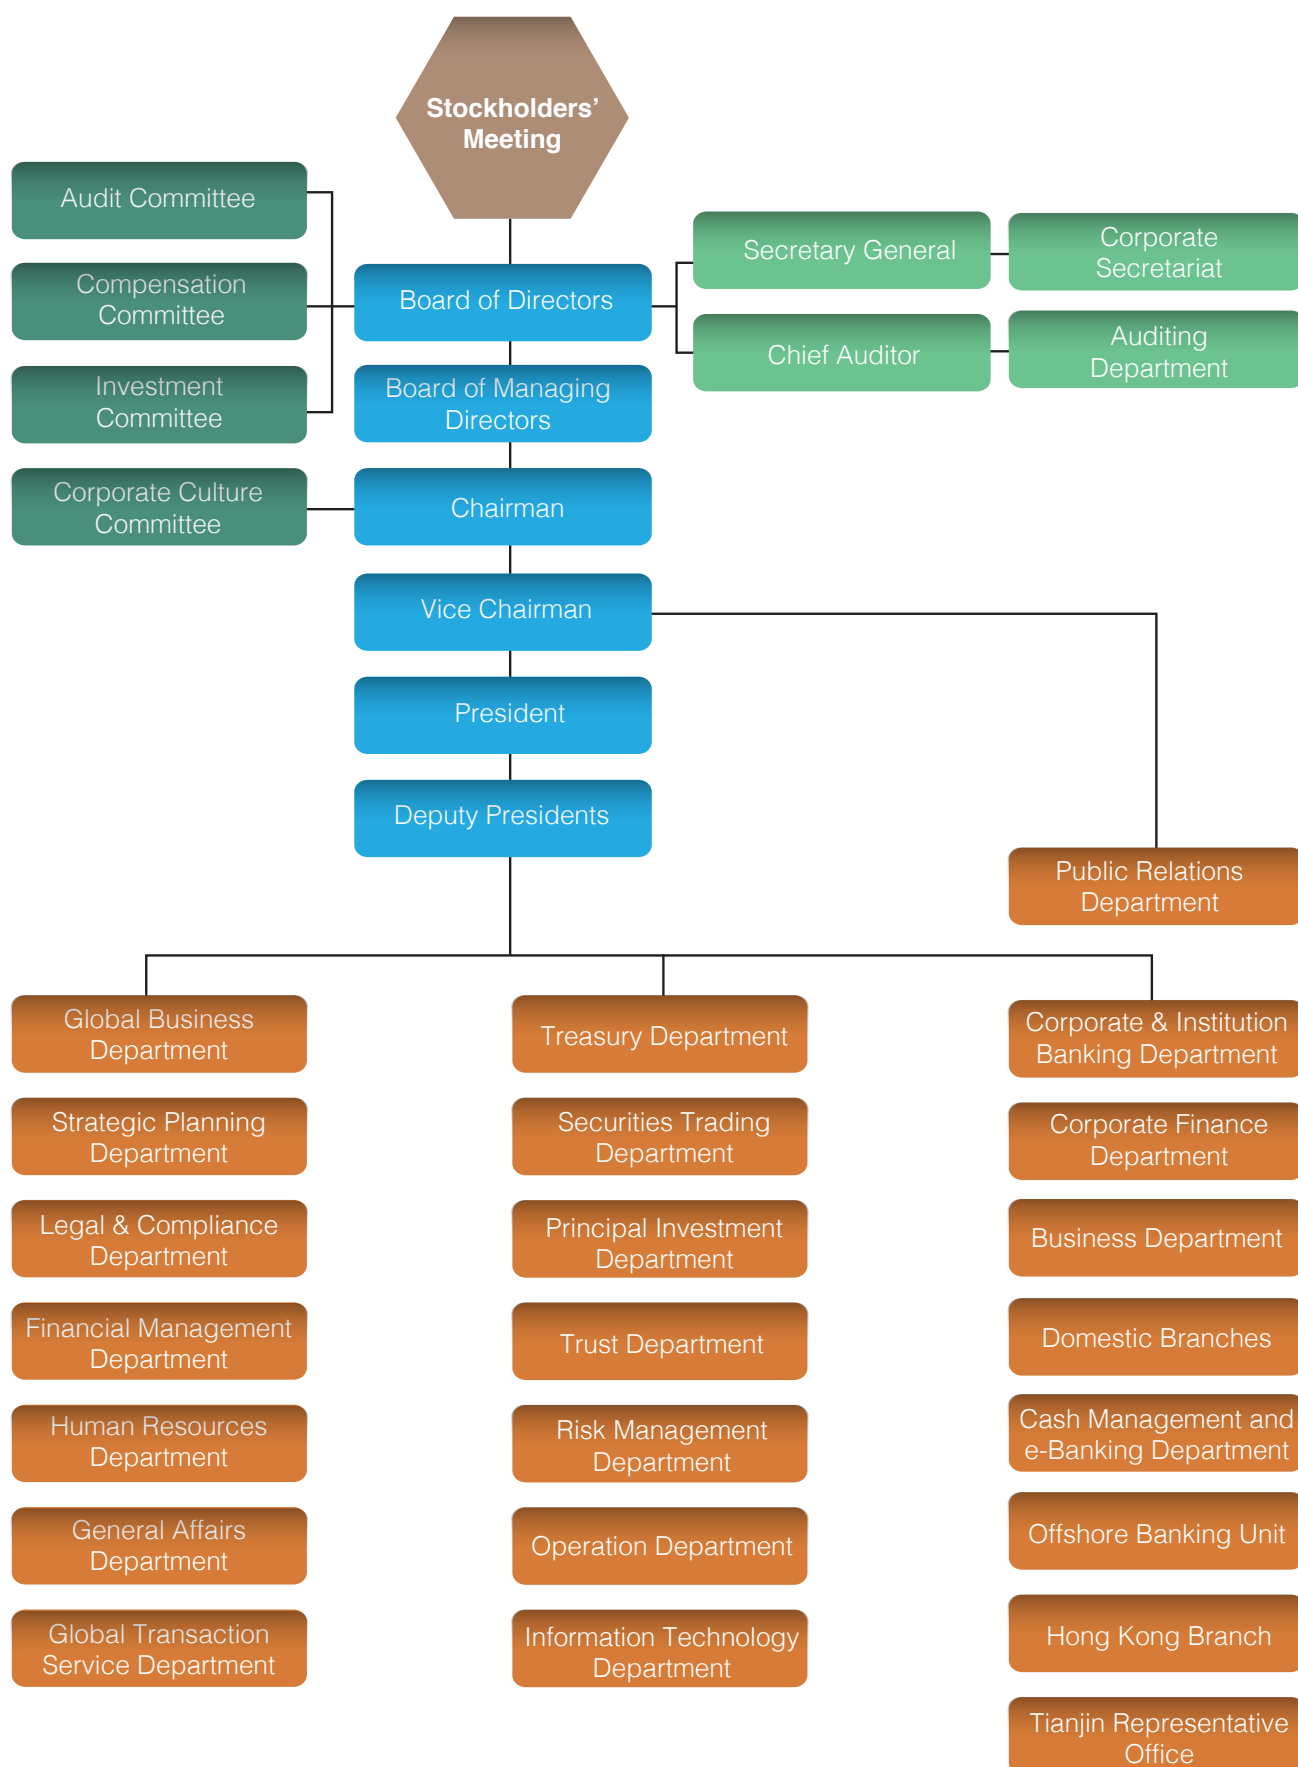 Stockholders'
Meeting
Audit Committee
Compensation
Committee
Investment
Committee
Corporate Culture
Committee
Board of Directors
Board of Managing
Directors
Chairman
Vice Chairman
President
Deputy Presidents
Secretary General
Corporate
Secretariat
Chief Auditor
Auditing
Department
Public Relations
Department
Global Business
Department
Strategic Planning
Department
Legal & Compliance
Department
Financial Management
Department
Human Resources
Department
General Affairs
Department
Global Transaction
Service Department
Treasury Department
Securities Trading
Department
Principal Investment
Department
Trust Department
Risk Management
Department
Operation Department
Information Technology
Department
Corporate & Institution
Banking Department
Corporate Finance
Department
Business Department
Domestic Branches
Cash Management and
e-Banking Department
Offshore Banking Unit
Hong Kong Branch
Tianjin Representative
Office